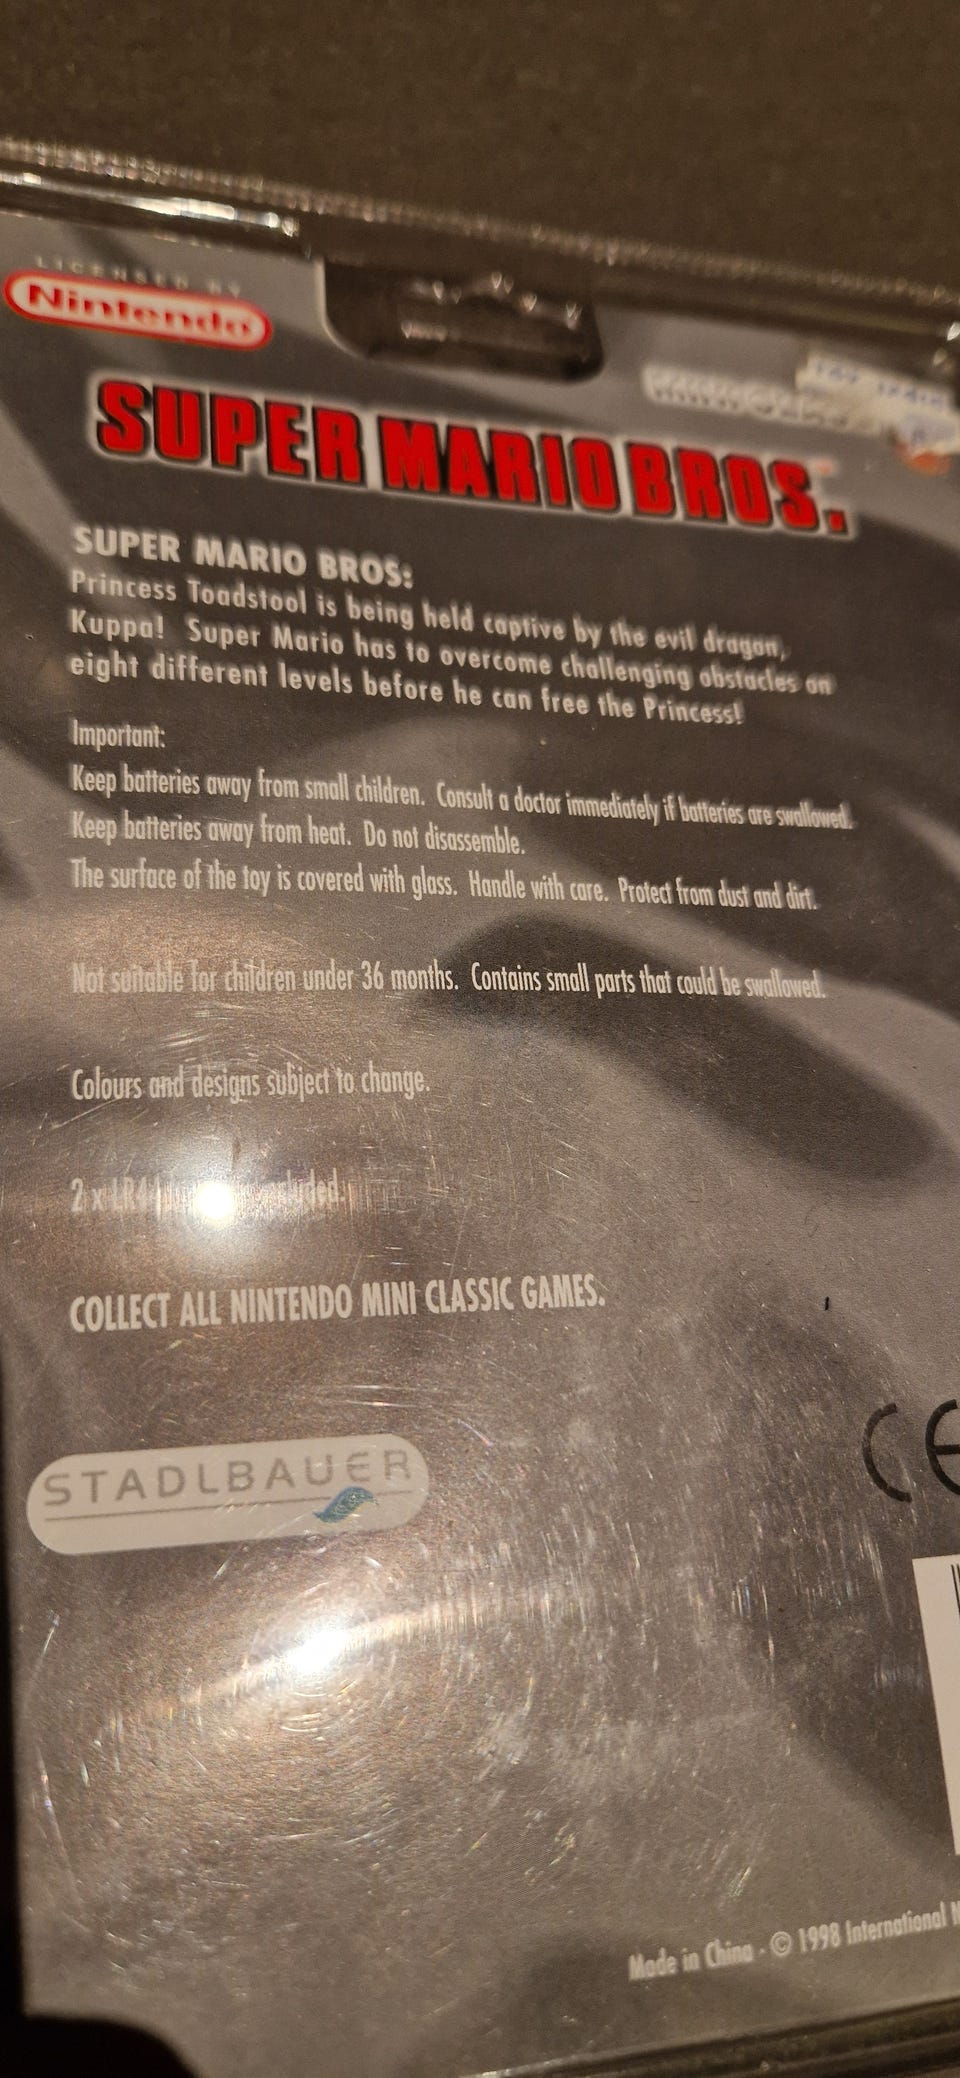 LICENSED BY
Nintendo
SUPER MARIO BROS.
SUPER MARIO BROS:
Princess Toadstool is being held captive by the evil dragon,
Kuppa! Super Mario has to overcome challenging obstacles on
eight different levels before he can free the Princess!
Important:
Keep batteries away from small children. Consult a doctor immediately if batteries are swallowed.
Keep batteries away from heat. Do not disassemble.
The surface of the toy is covered with glass. Handle with care. Protect from dust and dirt.
Not suitable for children under 36 months. Contains small parts that could be swallowed.
Colours and designs subject to change.
2 x
COLLECT ALL NINTENDO MINI CLASSIC GAMES.
STADLBAUER
CE
Made in China - © 1998 International